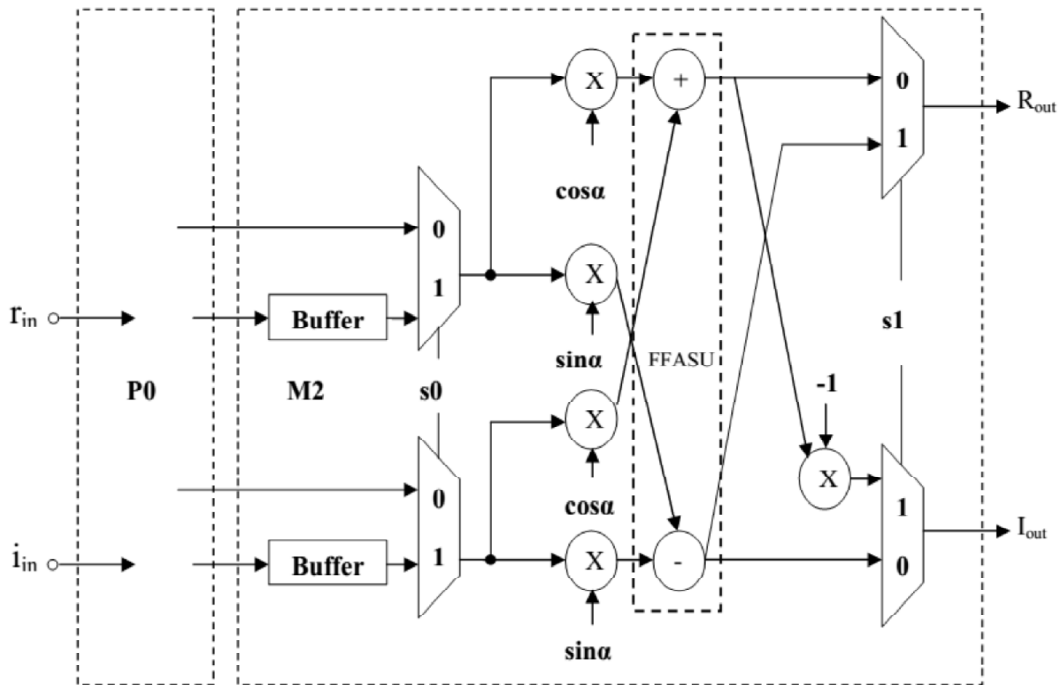 X
+
0
R_out
1
cosα
0
X
1
r_in
Buffer
sinα
FFASU
s1
P0
M2
s0
-1
X
X
0
cosα
1
i_in
Buffer
1
X
-
0
I_out
sinα